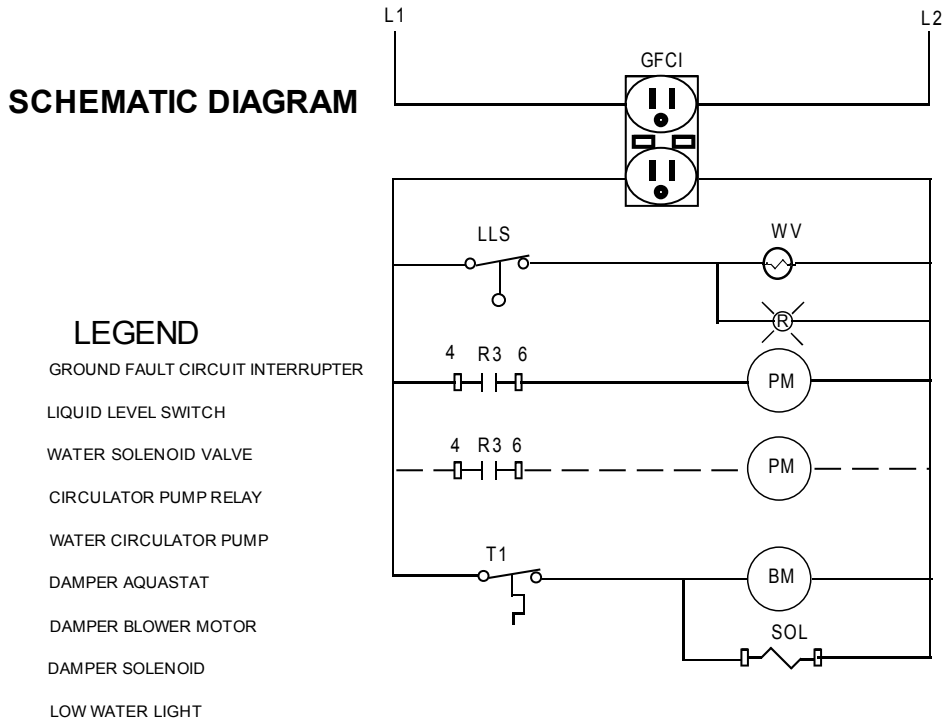 L1
L2
GFCI
SCHEMATIC DIAGRAM
LLS
WV
R
LEGEND
GROUND FAULT CIRCUIT INTERRUPTER
LIQUID LEVEL SWITCH
WATER SOLENOID VALVE
CIRCULATOR PUMP RELAY
WATER CIRCULATOR PUMP
DAMPER AQUASTAT
DAMPER BLOWER MOTOR
DAMPER SOLENOID
LOW WATER LIGHT
4 R3 6
PM
4 R3 6
PM
T1
BM
SOL